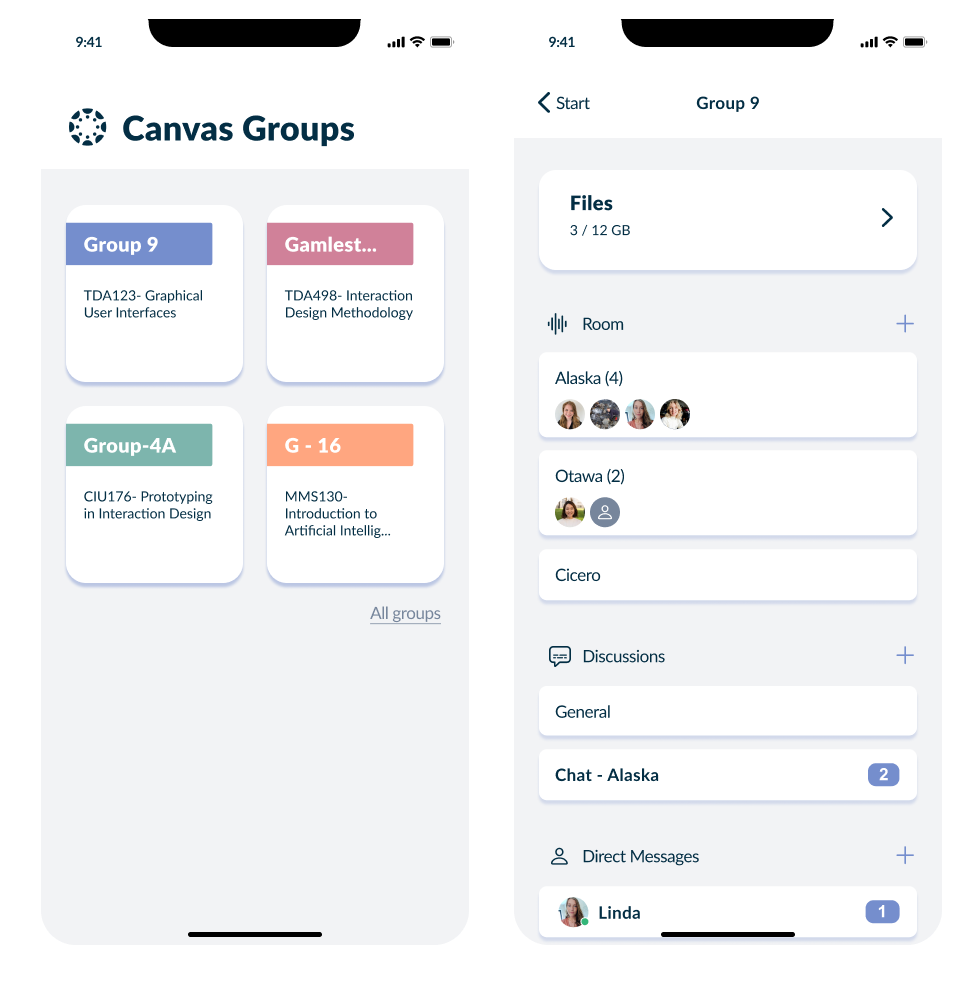 9:41
Canvas Groups
Group 9
TDA123- Graphical
User Interfaces
Gamlest...
TDA498- Interaction
Design Methodology
Group-4A
CIU176- Prototyping
in Interaction Design
G - 16
MMS130-
Introduction to
Artificial Intellig...
All groups
9:41
Start
Group 9
Files
3 / 12 GB
Room
Alaska (4)
Otawa (2)
Cicero
Discussions
General
Chat - Alaska
2
Direct Messages
Linda
1